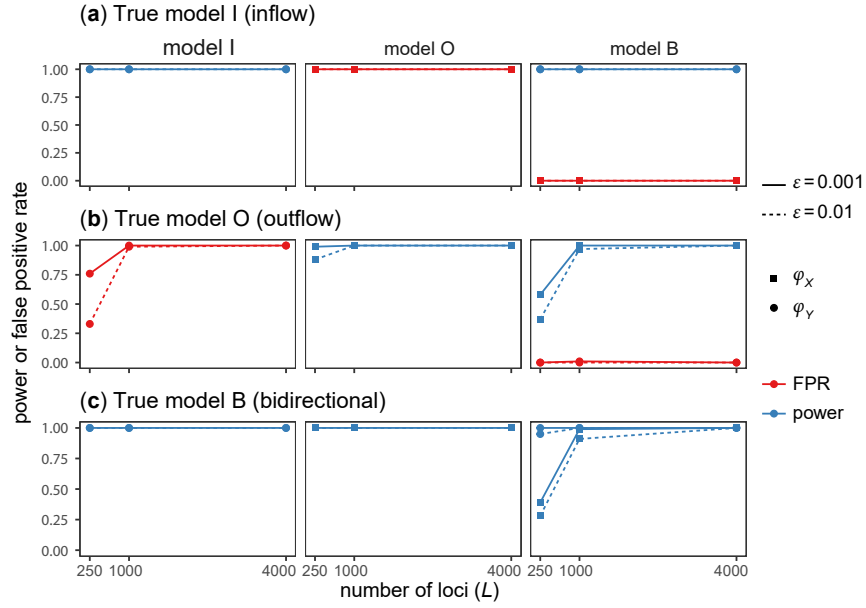 (a) True model I (inflow)
model I
model O
model B
1.00
0.75
0.50
0.25
0.00
(b) True model O (outflow)
1.00
0.75
0.50
0.25
0.00
(c) True model B (bidirectional)
1.00
0.75
0.50
0.25
0.00
250 1000 4000
250 1000 4000
250 1000 4000
number of loci (L)
power or false positive rate
ε=0.001
ε=0.01
φX
φY
FPR
power